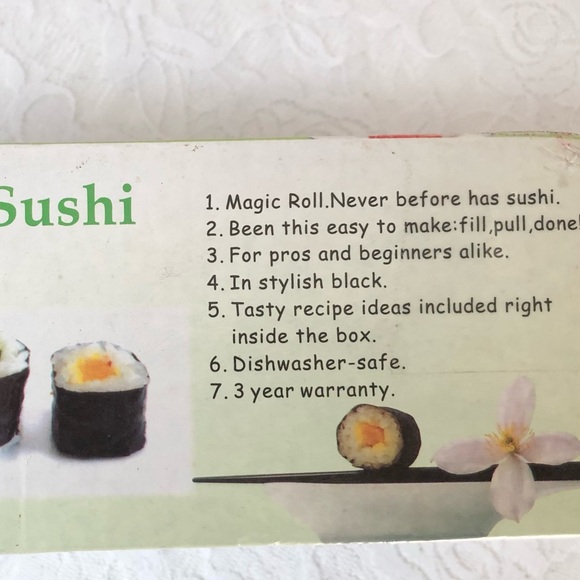 Sushi
1. Magic Roll.Never before has sushi.
2. Been this easy to make:fill,pull,done!
3. For pros and beginners alike.
4. In stylish black.
5. Tasty recipe ideas included right
inside the box.
6. Dishwasher-safe.
7. 3 year warranty.